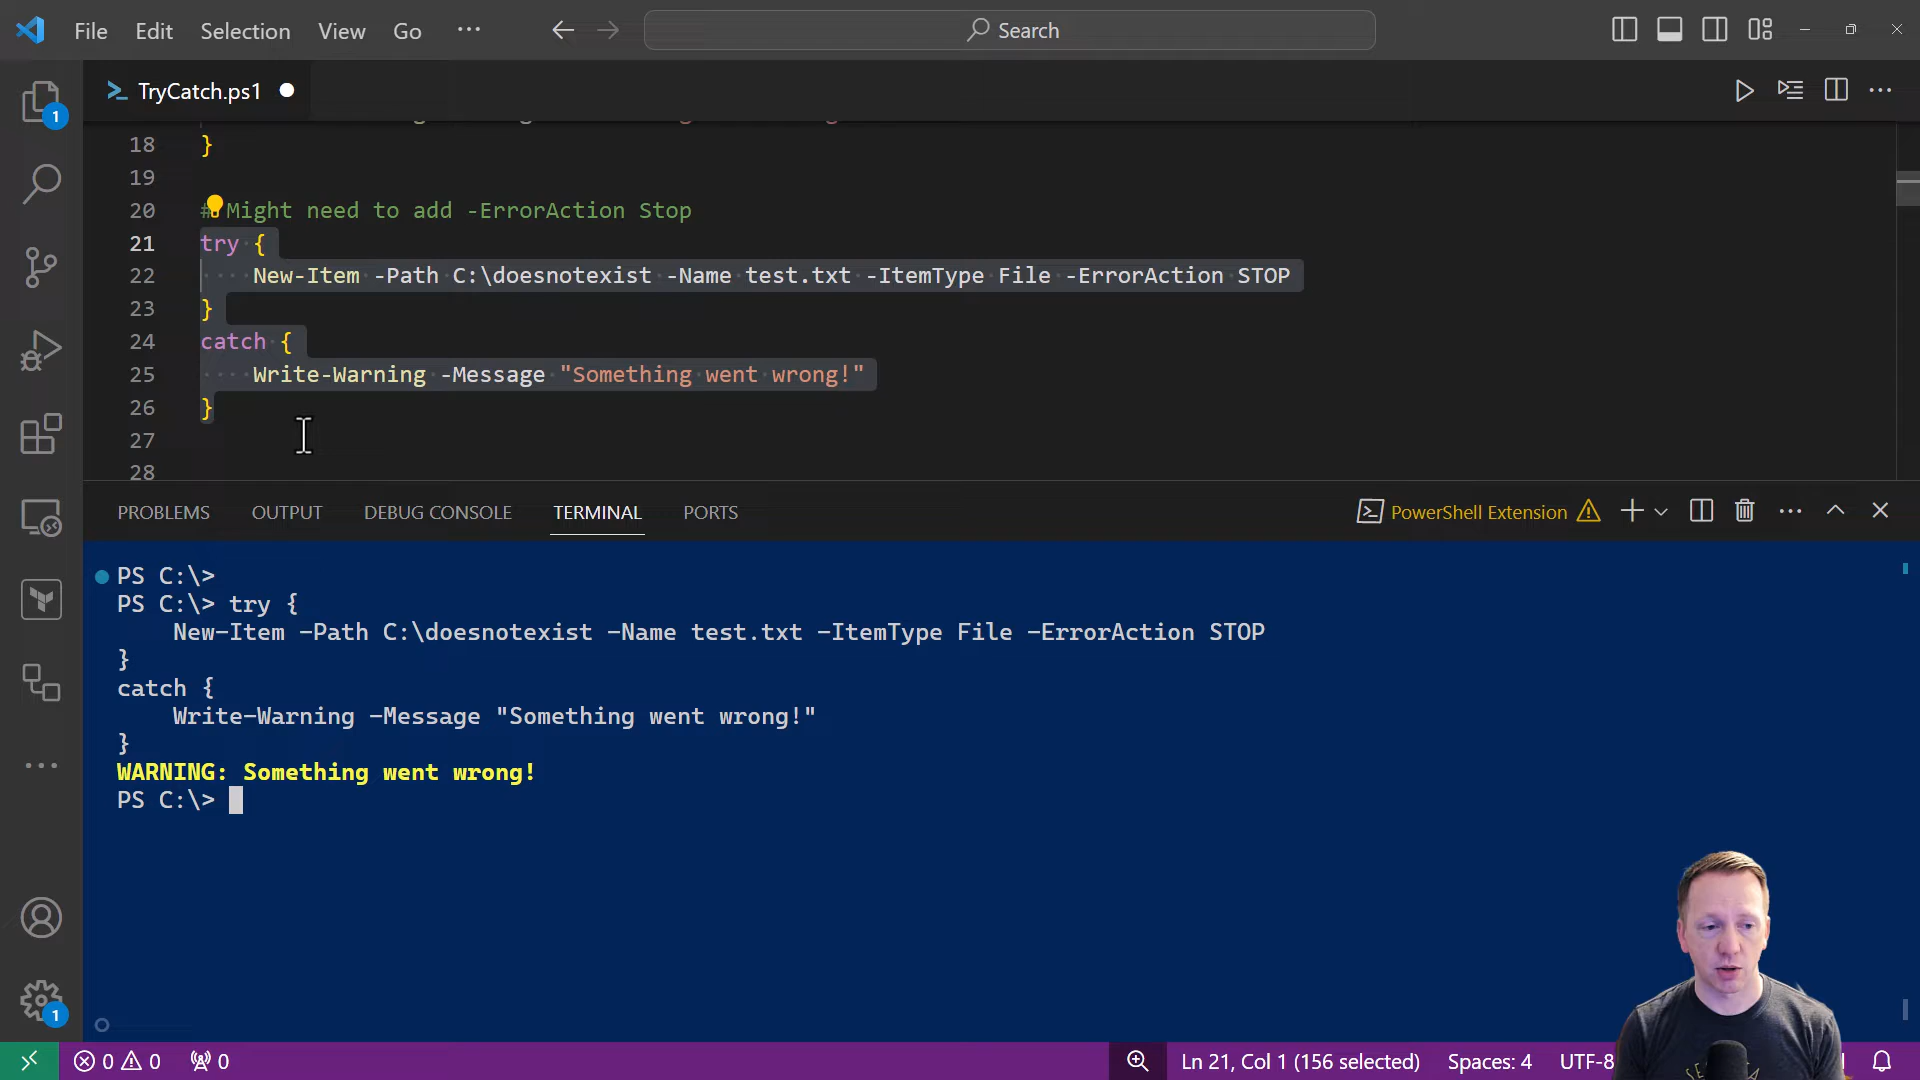 File Edit Selection View Go ··· Search
1
TryCatch.ps1
18 }
19
20 # Might need to add -ErrorAction Stop
21 try {
22 New-Item -Path C:\doesnotexist -Name test.txt -ItemType File -ErrorAction STOP
23 }
24 catch {
25 Write-Warning -Message "Something went wrong!"
26 }
27
28
PROBLEMS OUTPUT DEBUG CONSOLE TERMINAL PORTS PowerShell Extension
PS C:\>
PS C:\> try {
New-Item -Path C:\doesnotexist -Name test.txt -ItemType File -ErrorAction STOP
}
catch {
Write-Warning -Message "Something went wrong!"
}
WARNING: Something went wrong!
PS C:\>
1
0 0 0 Ln 21, Col 1 (156 selected) Spaces: 4 UTF-8